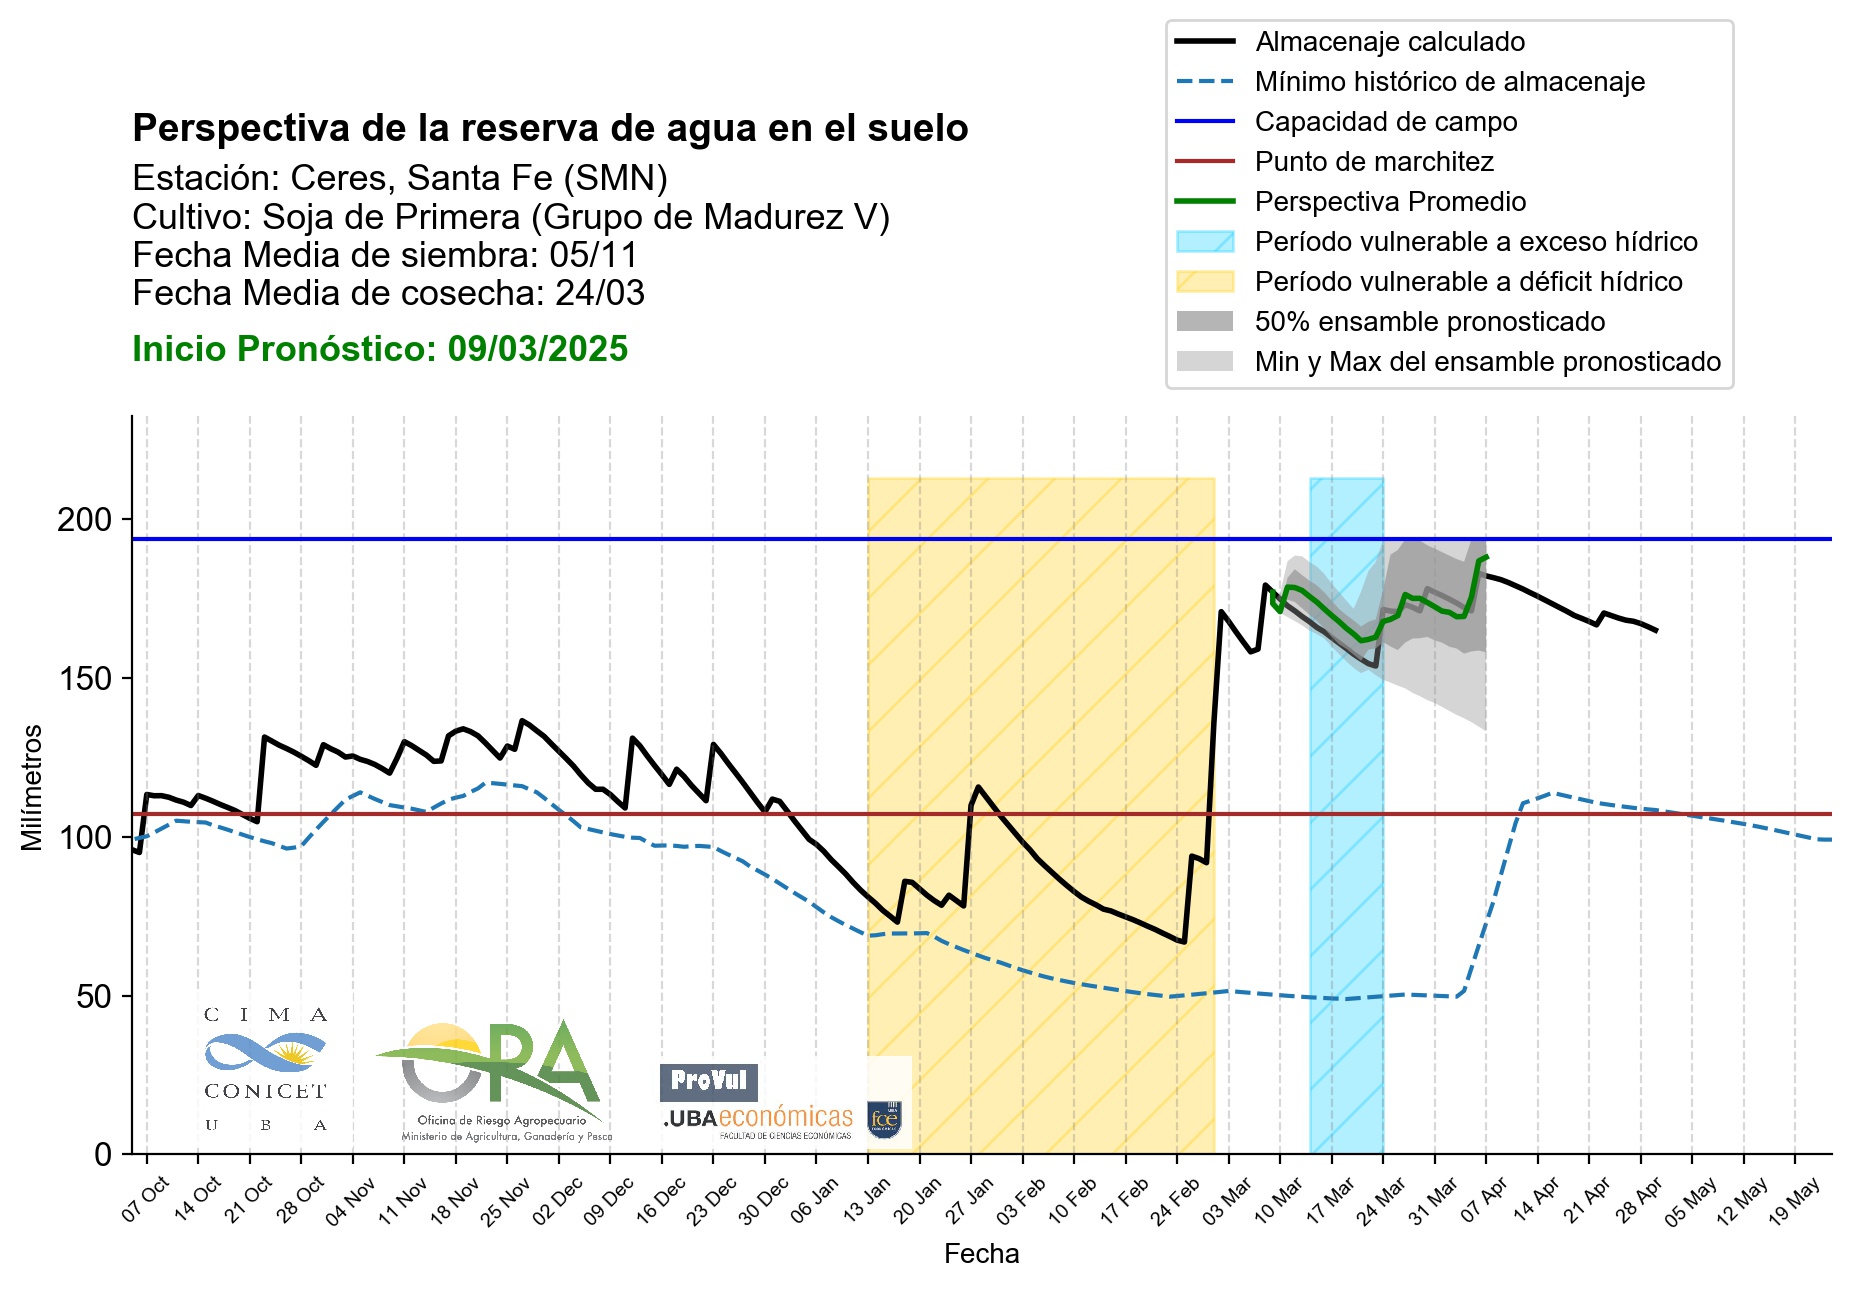 Almacenaje calculado
Mínimo histórico de almacenaje
Capacidad de campo
Punto de marchitez
Perspectiva Promedio
Período vulnerable a exceso hídrico
Período vulnerable a déficit hídrico
50% ensamble pronosticado
Min y Max del ensamble pronosticado
Perspectiva de la reserva de agua en el suelo
Estación: Ceres, Santa Fe (SMN)
Cultivo: Soja de Primera (Grupo de Madurez V)
Fecha Media de siembra: 05/11
Fecha Media de cosecha: 24/03
Inicio Pronóstico: 09/03/2025
200
150
100
50
0
Milímetros
C I M A
CONICET
U B A
ORA
Oficina de Riesgo Agropecuario
Ministerio de Agricultura, Ganadería y Pesca
ProVul
.UBAeconómicas
FACULTAD DE CIENCIAS ECONÓMICAS
UBA
fce
07 Oct
14 Oct
21 Oct
28 Oct
04 Nov
11 Nov
18 Nov
25 Nov
02 Dec
09 Dec
16 Dec
23 Dec
30 Dec
06 Jan
13 Jan
20 Jan
27 Jan
03 Feb
10 Feb
17 Feb
24 Feb
03 Mar
10 Mar
17 Mar
24 Mar
31 Mar
07 Apr
14 Apr
21 Apr
28 Apr
05 May
12 May
19 May
Fecha